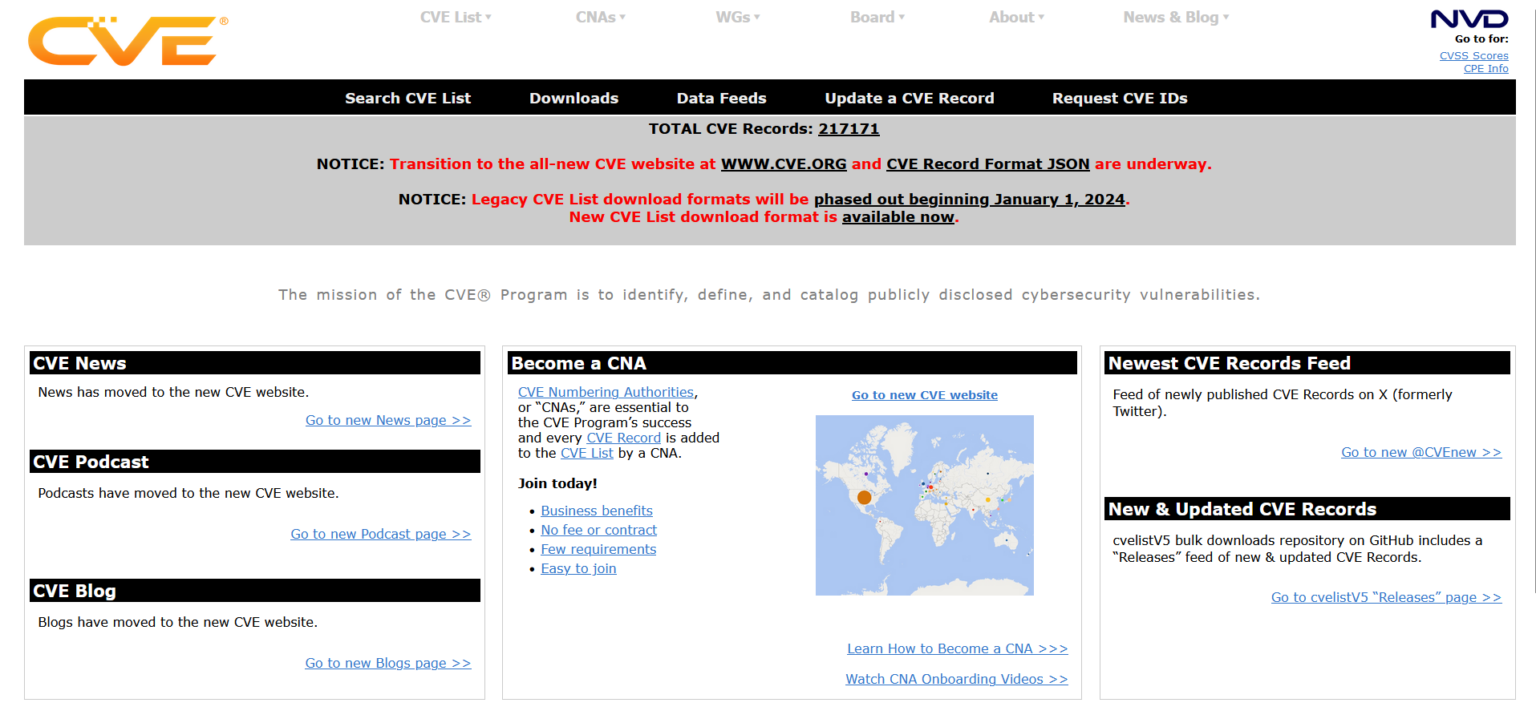 CVE®
CVE List▾ CNAs▾ WGs▾ Board▾ About▾ News & Blog▾
NVD
Go to for:
CVSS Scores
CPE Info
Search CVE List Downloads Data Feeds Update a CVE Record Request CVE IDs
TOTAL CVE Records: 217171
NOTICE: Transition to the all-new CVE website at WWW.CVE.ORG and CVE Record Format JSON are underway.
NOTICE: Legacy CVE List download formats will be phased out beginning January 1, 2024.
New CVE List download format is available now.
The mission of the CVE® Program is to identify, define, and catalog publicly disclosed cybersecurity vulnerabilities.
CVE News
News has moved to the new CVE website.
Go to new News page >>
CVE Podcast
Podcasts have moved to the new CVE website.
Go to new Podcast page >>
CVE Blog
Blogs have moved to the new CVE website.
Go to new Blogs page >>
Become a CNA
CVE Numbering Authorities,
or “CNAs,” are essential to
the CVE Program’s success
and every CVE Record is added
to the CVE List by a CNA.
Join today!
• Business benefits
• No fee or contract
• Few requirements
• Easy to join
Go to new CVE website
Learn How to Become a CNA >>>
Watch CNA Onboarding Videos >>
Newest CVE Records Feed
Feed of newly published CVE Records on X (formerly
Twitter).
Go to new @CVEnew >>
New & Updated CVE Records
cvelistV5 bulk downloads repository on GitHub includes a
“Releases” feed of new & updated CVE Records.
Go to cvelistV5 “Releases” page >>